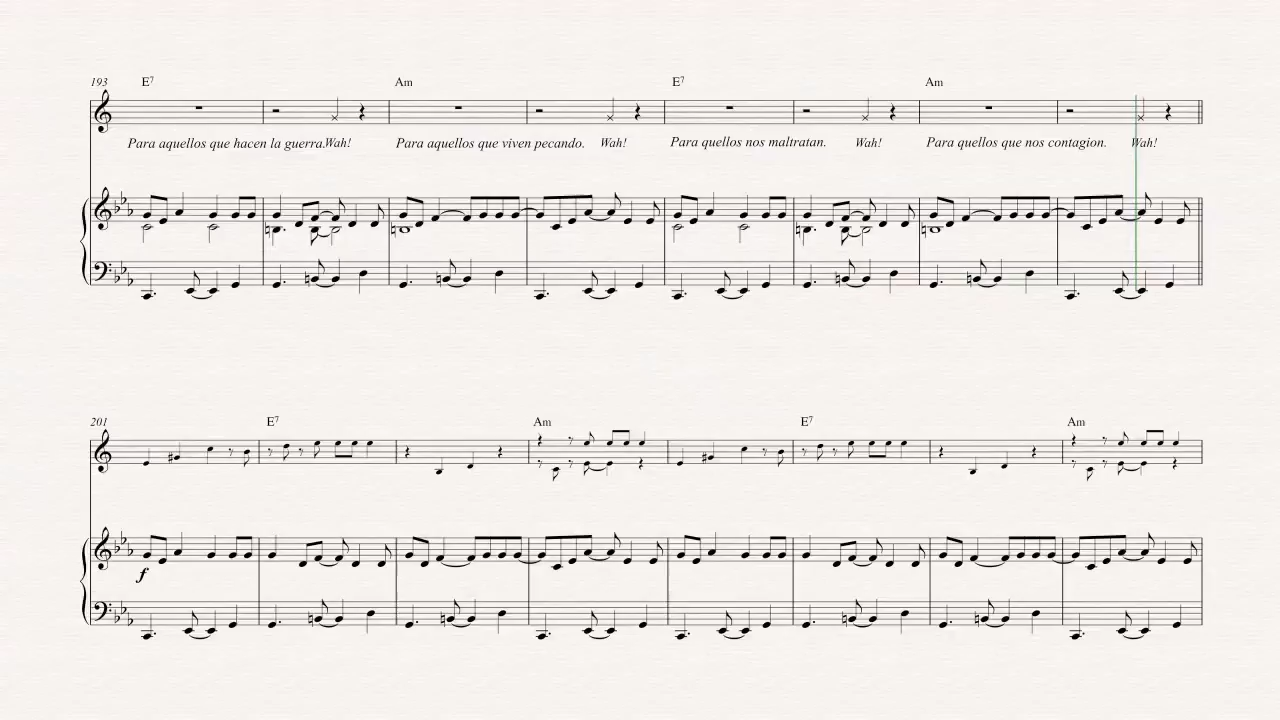 193 E7 Am E7 Am
Para aquellos que hacen la guerra. Wah! Para aquellos que viven pecando. Wah! Para quellos nos maltratan. Wah! Para quellos que nos contagion. Wah!
201 E7 Am E7 Am
f